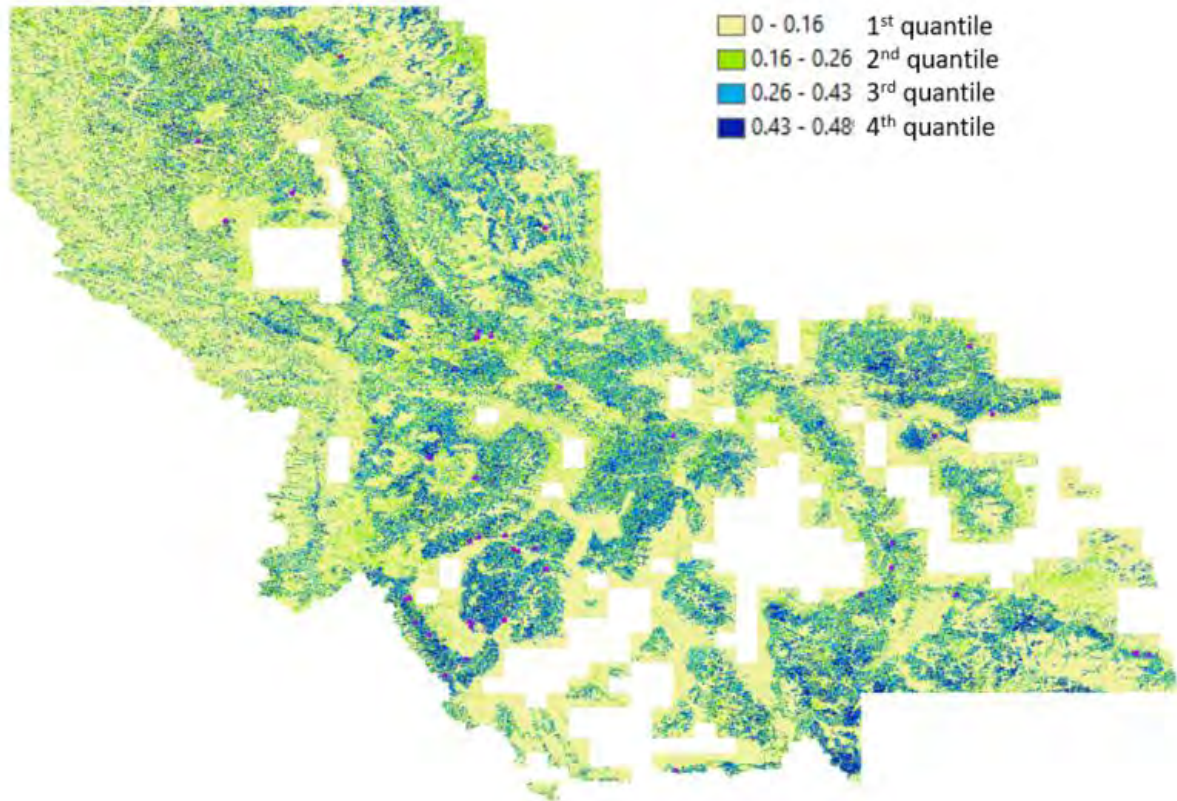 0 - 0.16 1st quantile
0.16 - 0.26 2nd quantile
0.26 - 0.43 3rd quantile
0.43 - 0.48 4th quantile